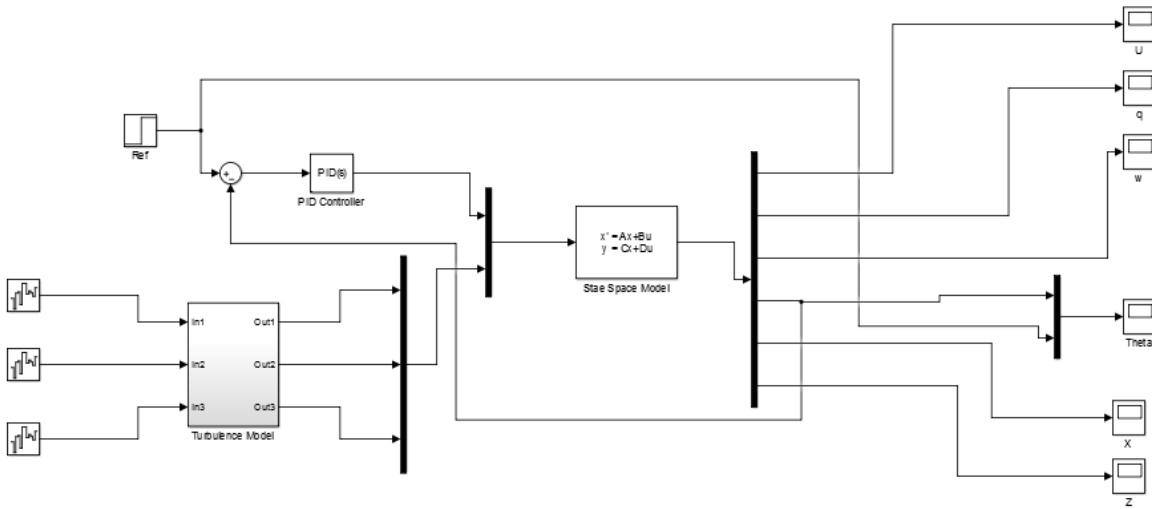 U
q
Ref
w
+
-
PID(s)
PID Controller
x' = Ax+Bu
y = Cx+Du
Stae Space Model
In1
Out1
In2
Out2
In3
Out3
Turbulence Model
Theta
X
Z